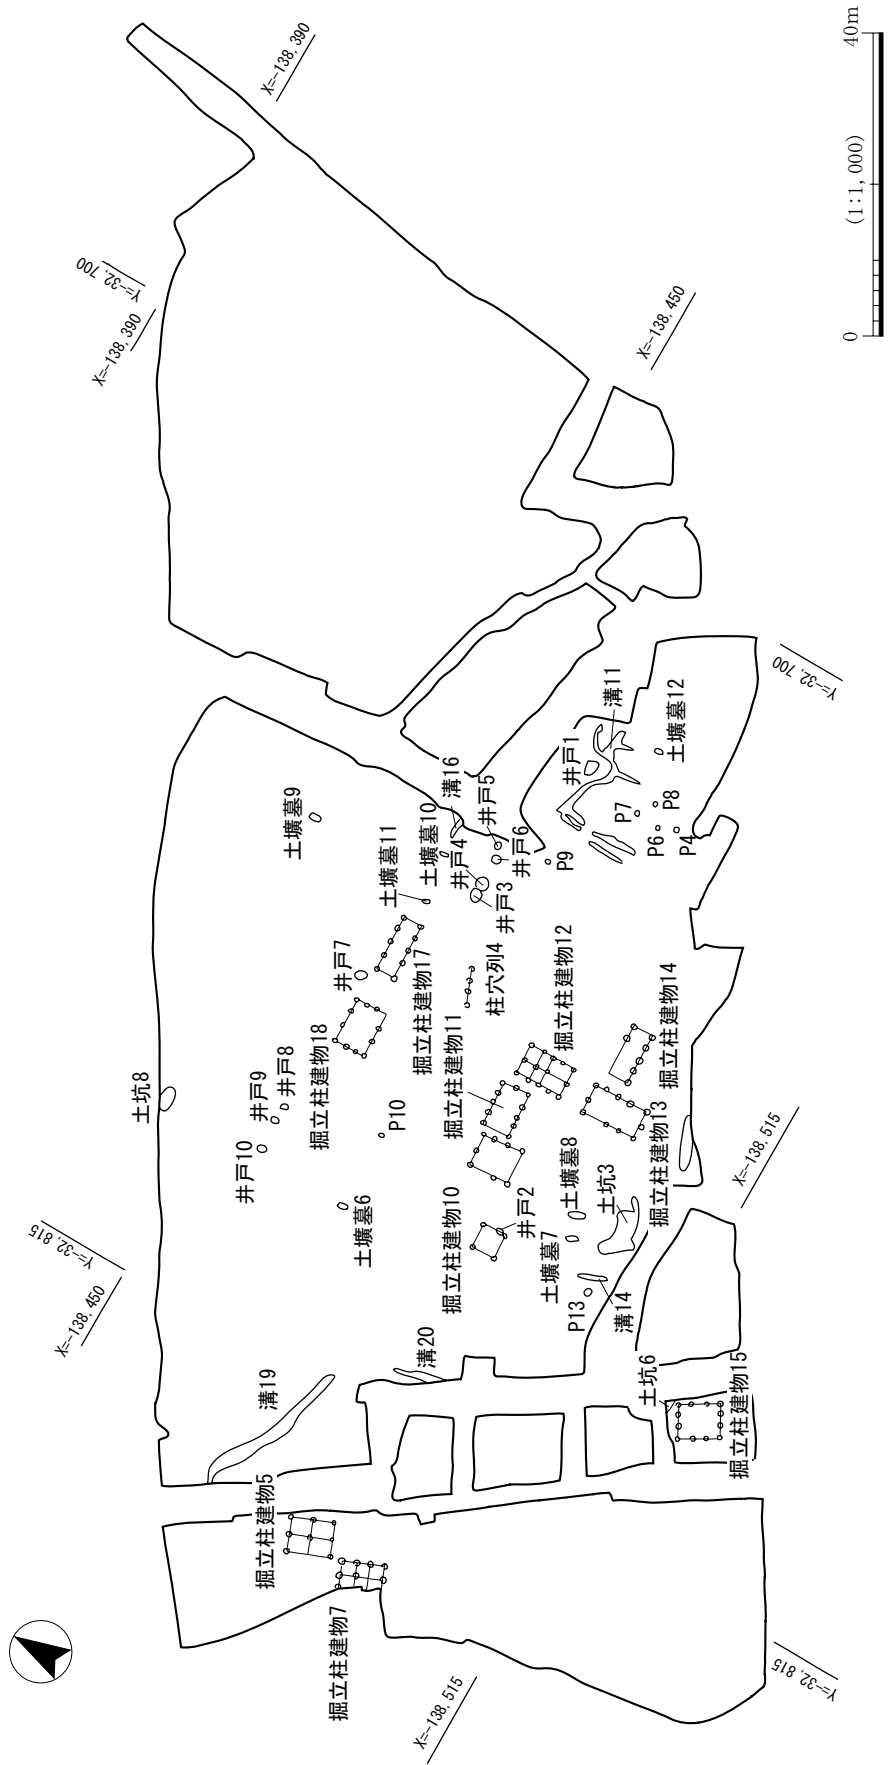 X=-138,390
40m
(1:1,000)
0
Y=-32,700
X=-138,390
X=-138,450
Y=-32,700
溝11
土壙墓12
井戸1
P7
P8
P6
P4
P9
溝16
井戸5
井戸6
井戸4
井戸3
土壙墓9
土壙墓10
土壙墓11
掘立柱建物17
柱穴列4
掘立柱建物12
掘立柱建物14
井戸7
掘立柱建物18
掘立柱建物11
掘立柱建物13
土坑8
井戸9
井戸8
井戸10
P10
土壙墓6
掘立柱建物10
井戸2
土壙墓8
土壙墓7
土坑3
P13
溝14
X=-138,515
Y=-32,815
X=-138,450
溝19
溝20
土坑6
掘立柱建物15
掘立柱建物5
掘立柱建物7
X=-138,515
Y=-32,815